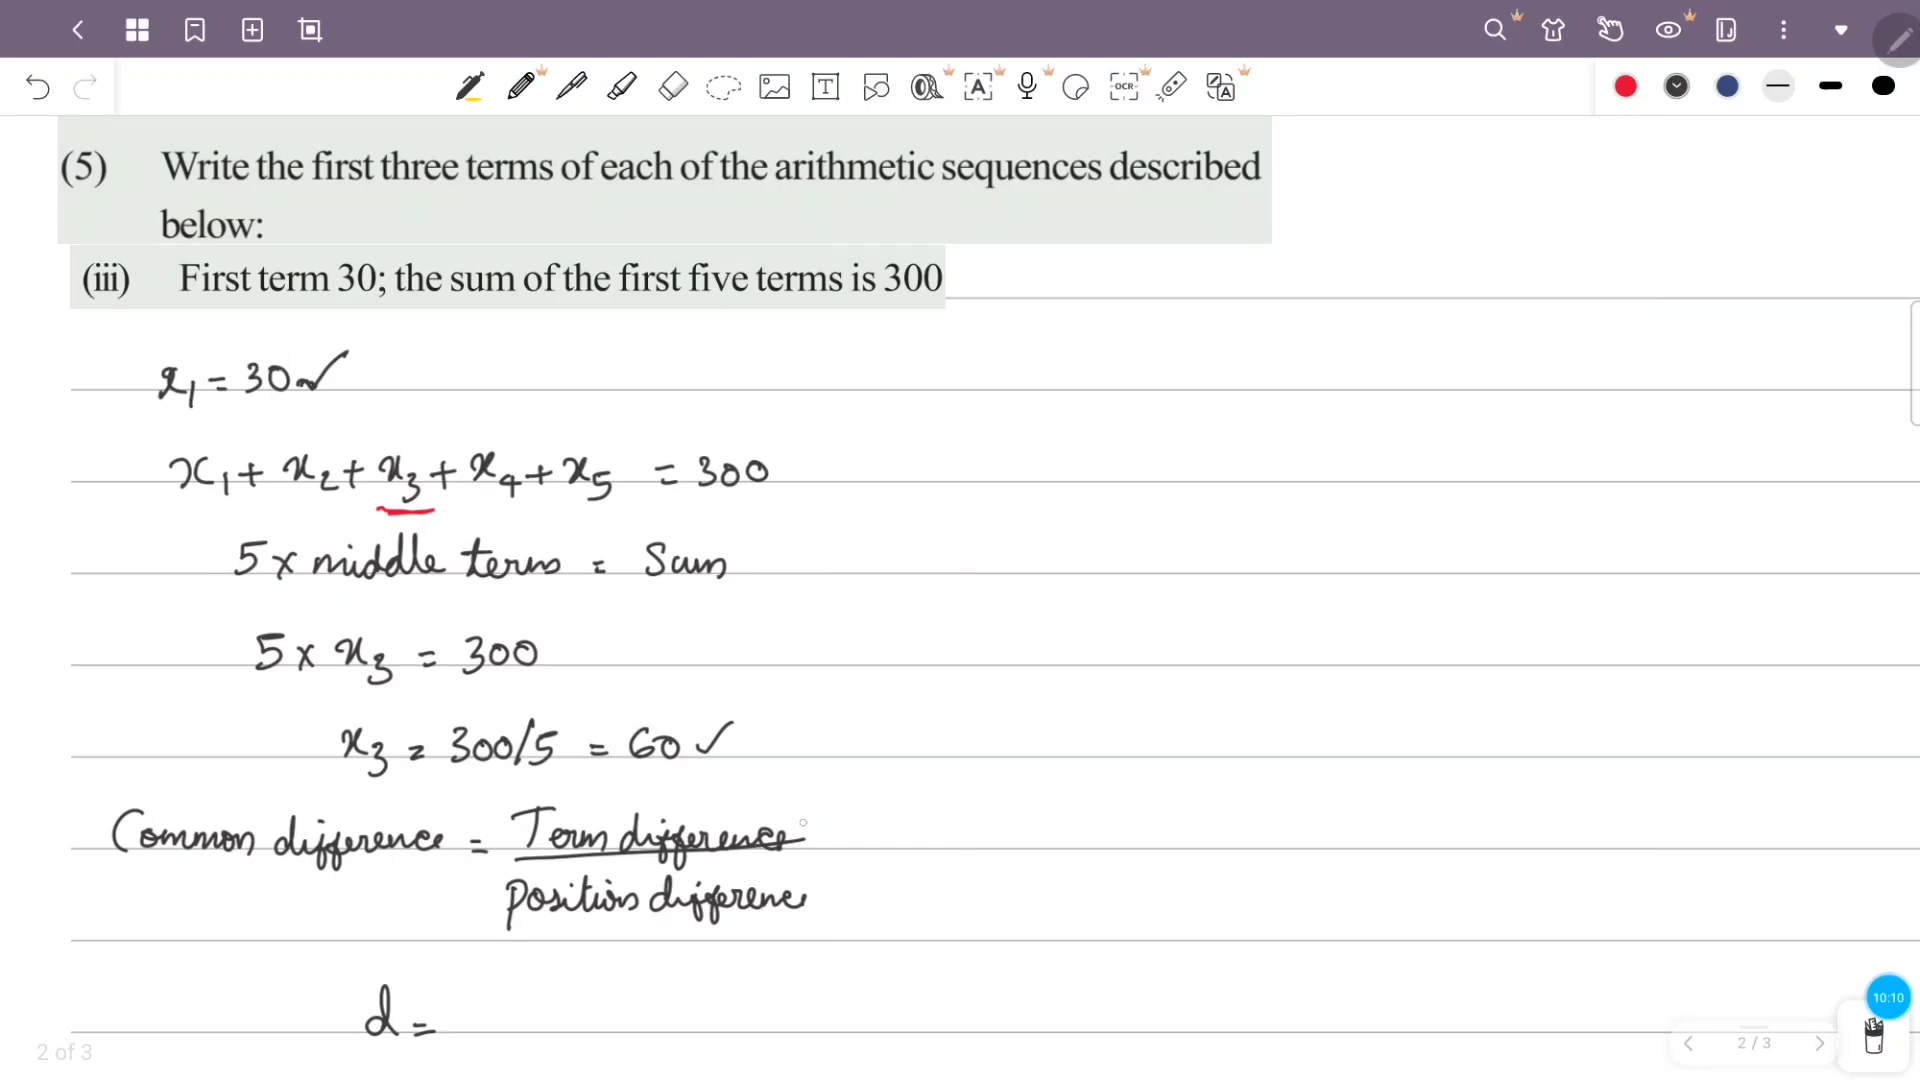 OCR
(5) Write the first three terms of each of the arithmetic sequences described
below:
(iii) First term 30; the sum of the first five terms is 300
x₁ = 30 ✓
x₁ + x₂ + x₃ + x₄ + x₅ = 300
5 x middle term = Sum
5 x x₃ = 300
x₃ = 300/5 = 60 ✓
Common difference = Term difference
Position difference
d =
10:10
2 of 3
2 / 3